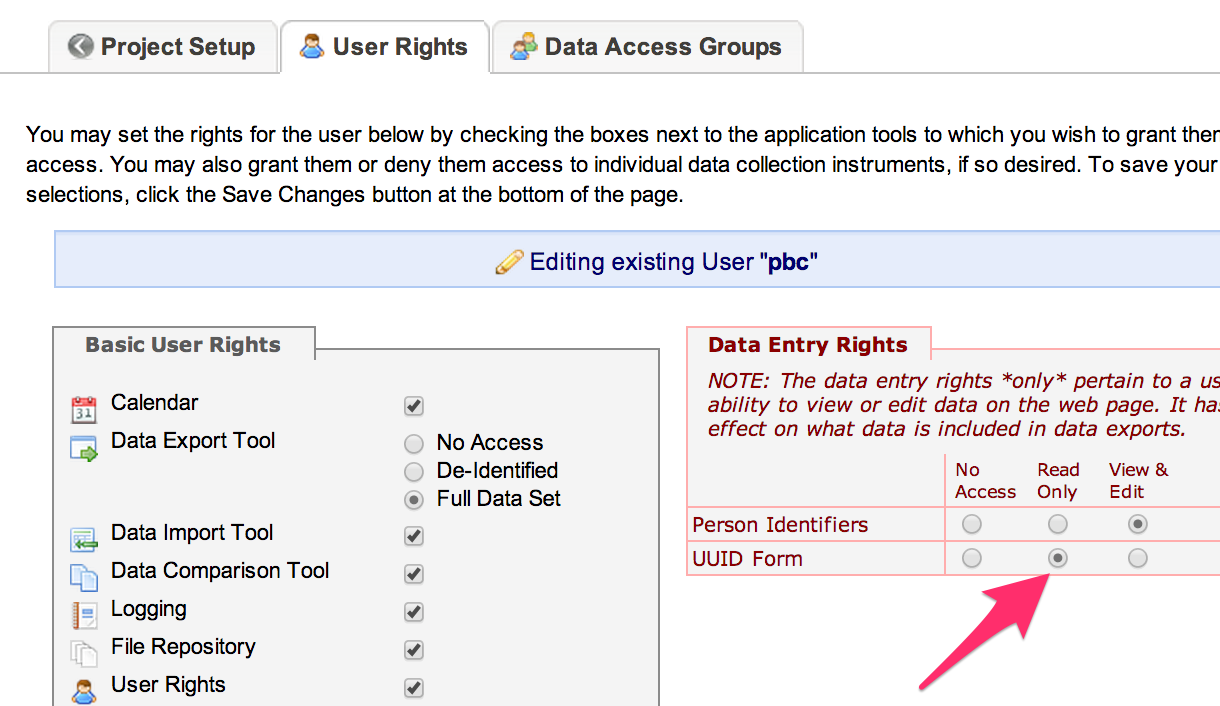 Project Setup
User Rights
Data Access Groups
You may set the rights for the user below by checking the boxes next to the application tools to which you wish to grant
access. You may also grant them or deny them access to individual data collection instruments, if so desired. To save your
selections, click the Save Changes button at the bottom of the page.
Editing existing User "pbc"
Basic User Rights
31
Calendar
Data Export Tool
No Access
De-Identified
Full Data Set
Data Import Tool
Data Comparison Tool
Logging
File Repository
User Rights
Data Entry Rights
NOTE: The data entry rights *only* pertain to a
ability to view or edit data on the web page. It
effect on what data is included in data exports.
No Read View &
Access Only Edit
Person Identifiers
UUID Form